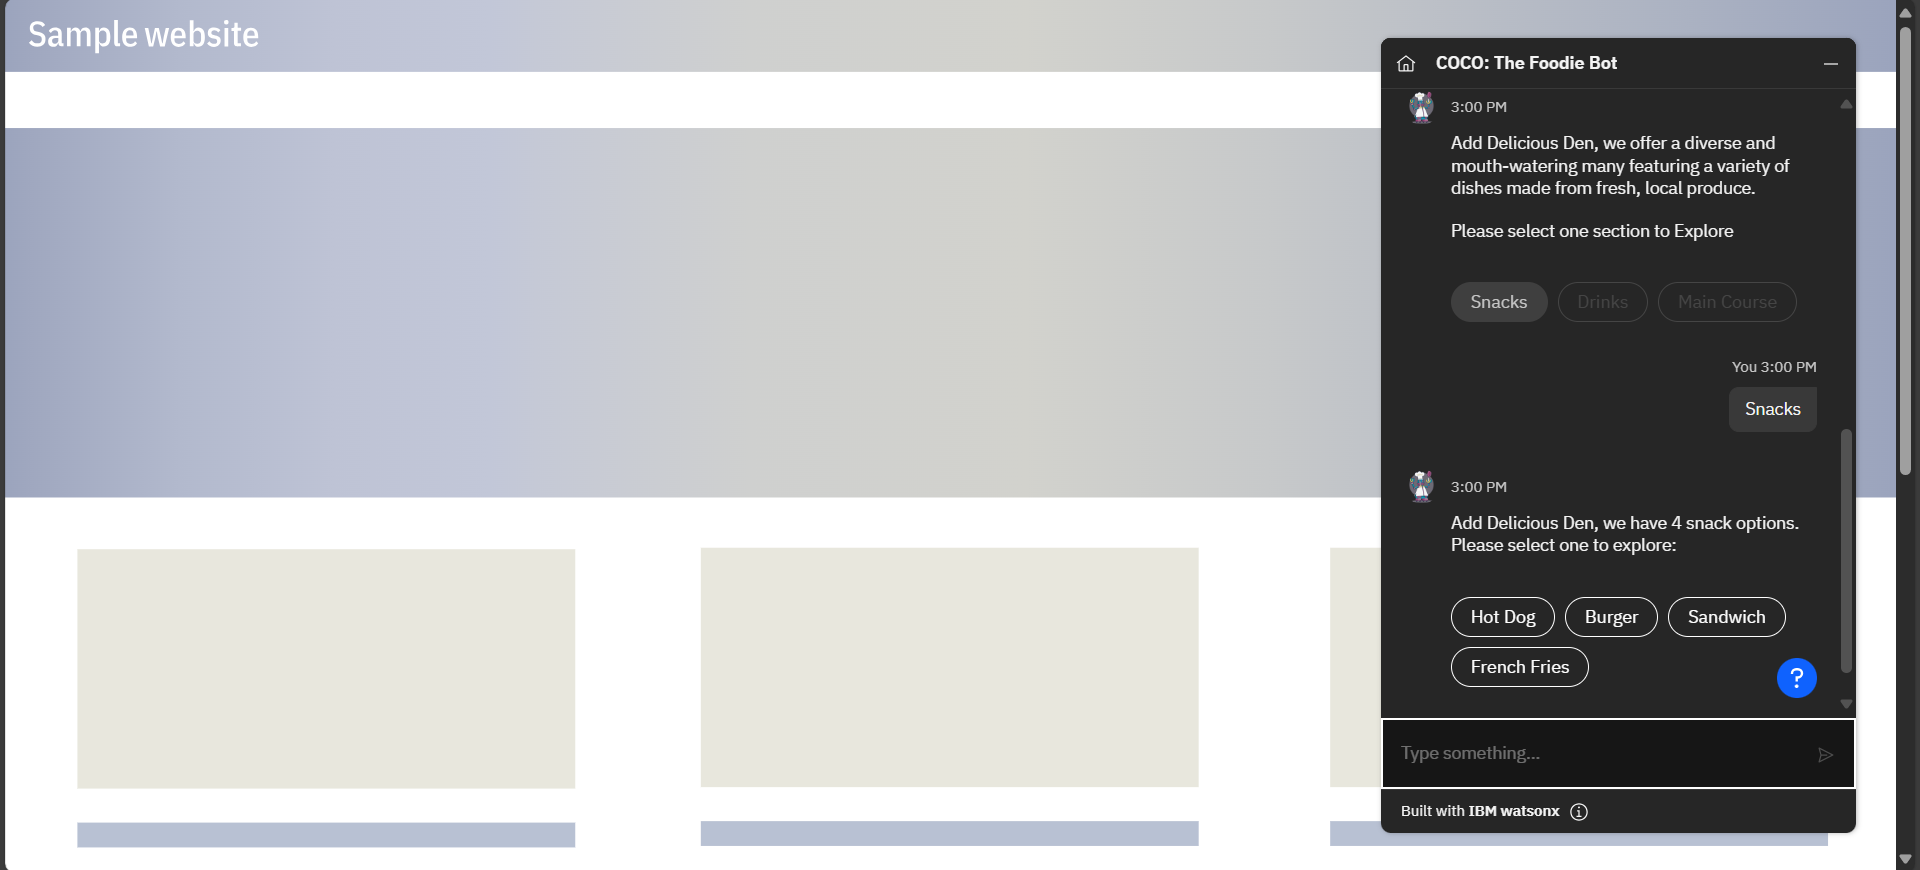 Sample website
COCO: The Foodie Bot
3:00 PM
Add Delicious Den, we offer a diverse and
mouth-watering many featuring a variety of
dishes made from fresh, local produce.
Please select one section to Explore
Snacks Drinks Main Course
You 3:00 PM
Snacks
3:00 PM
Add Delicious Den, we have 4 snack options.
Please select one to explore:
Hot Dog Burger Sandwich
French Fries
?
Type something...
Built with IBM watsonx